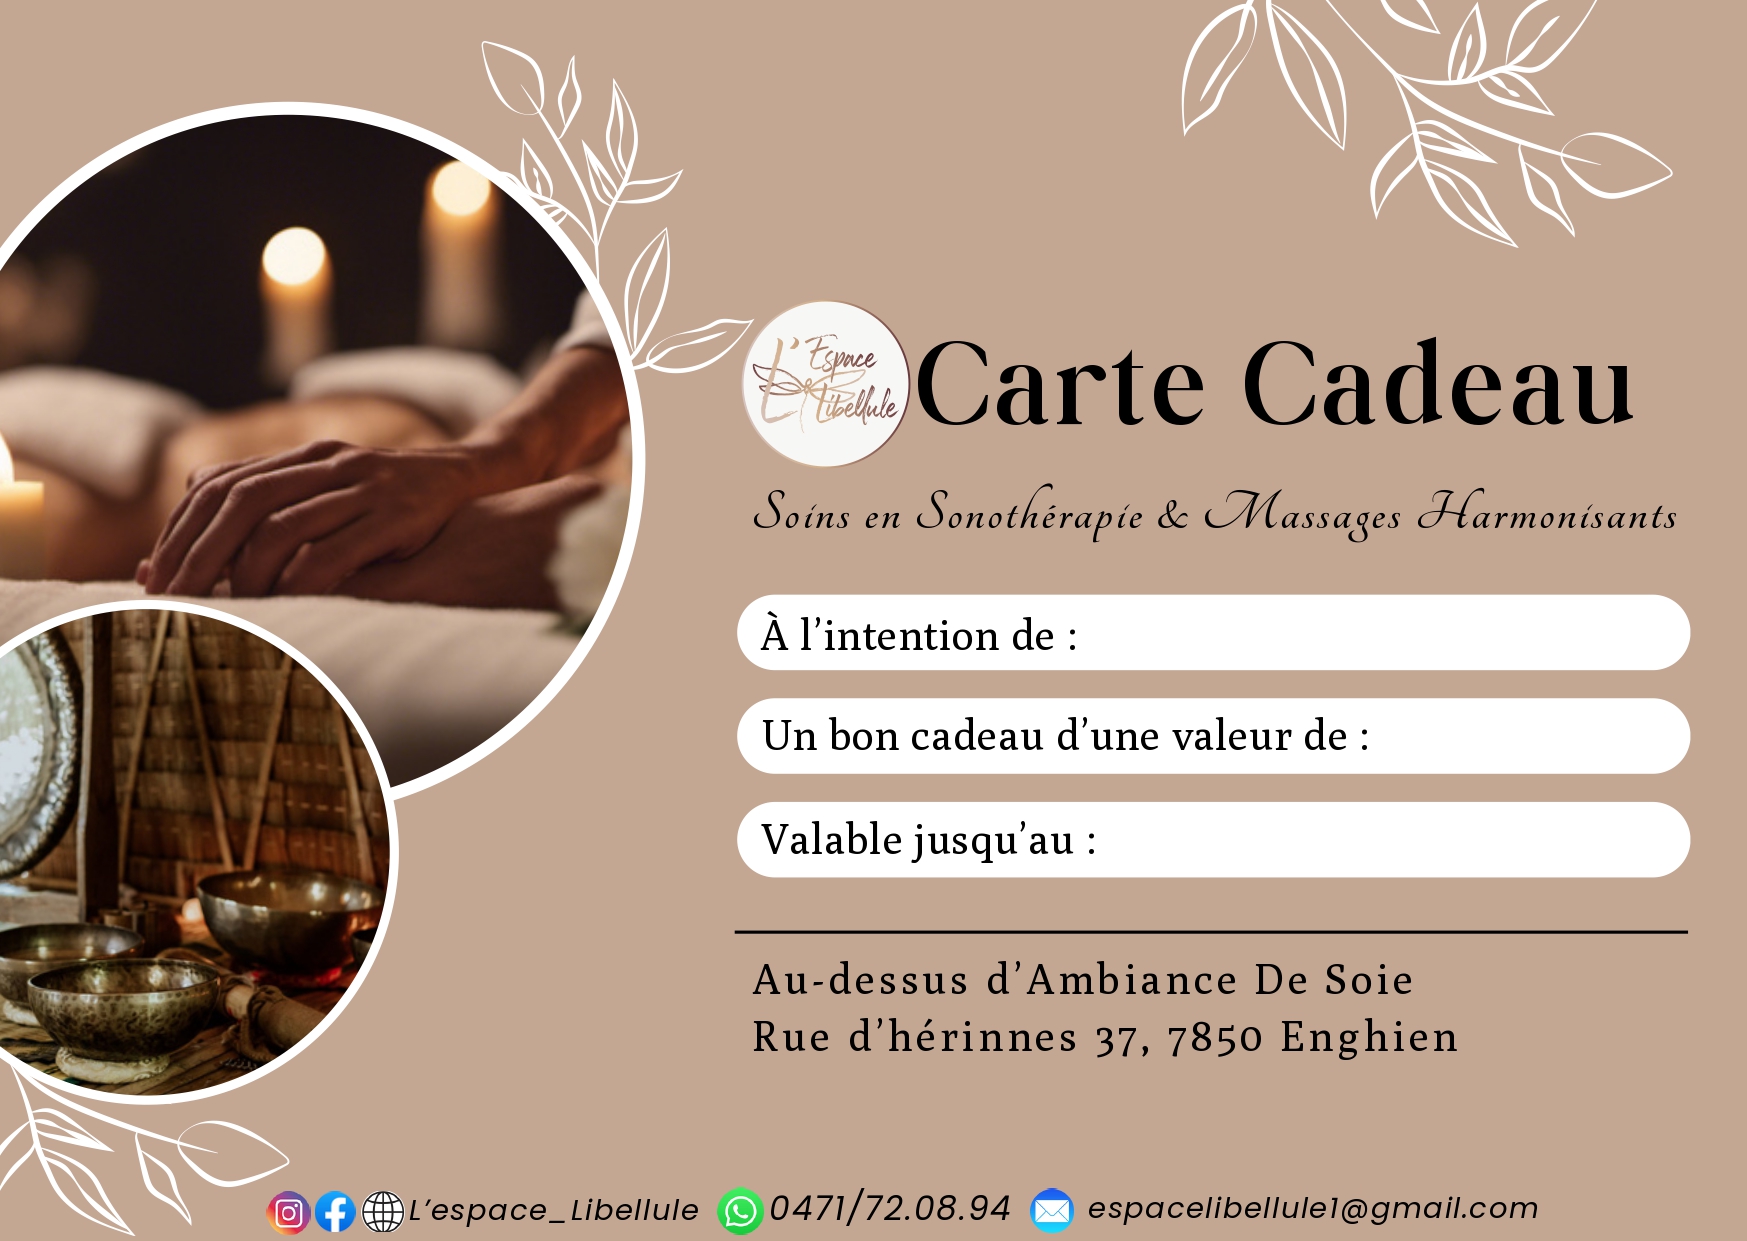 L'Espace
Libellule
Carte Cadeau
Soins en Sonothérapie & Massages Harmonisants
À l’intention de :
Un bon cadeau d’une valeur de :
Valable jusqu’au :
Au-dessus d’Ambiance De Soie
Rue d’hérinnes 37, 7850 Enghien
L’espace_Libellule 0471/72.08.94 espacelibellule1@gmail.com